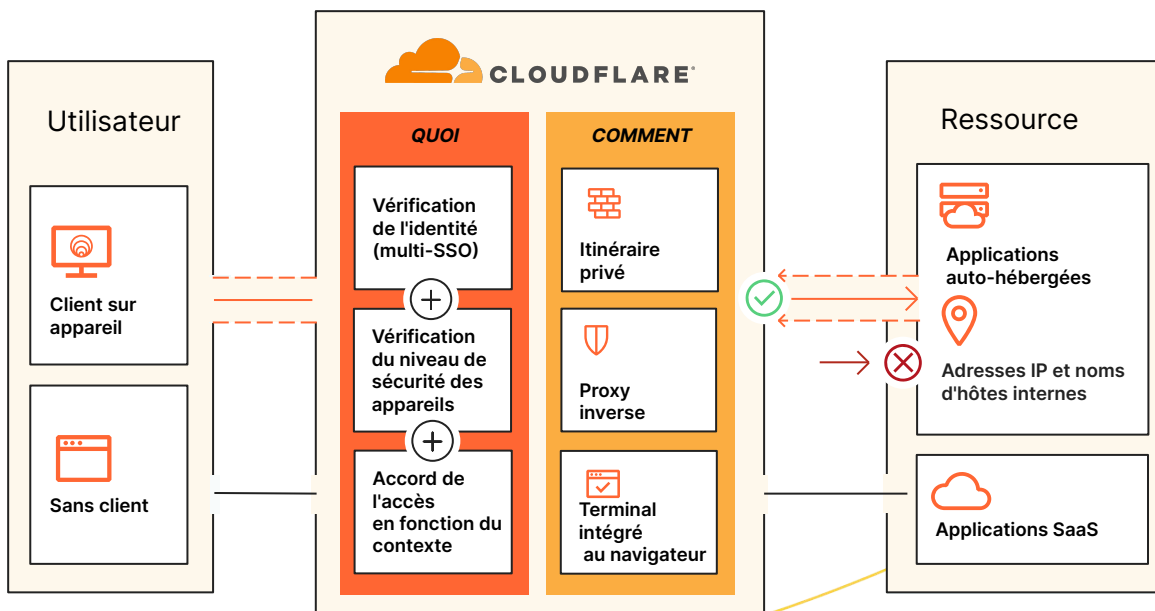 CLOUDFLARE
Utilisateur
Client sur
appareil
Sans client
QUOI
Vérification
de l'identité
(multi-SSO)
Vérification
du niveau de
sécurité des
appareils
Accord de
l'accès
en fonction du
contexte
COMMENT
Itinéraire
privé
Proxy
inverse
Terminal
intégré
au navigateur
Ressource
Applications
auto-hébergées
Adresses IP et noms
d'hôtes internes
Applications SaaS